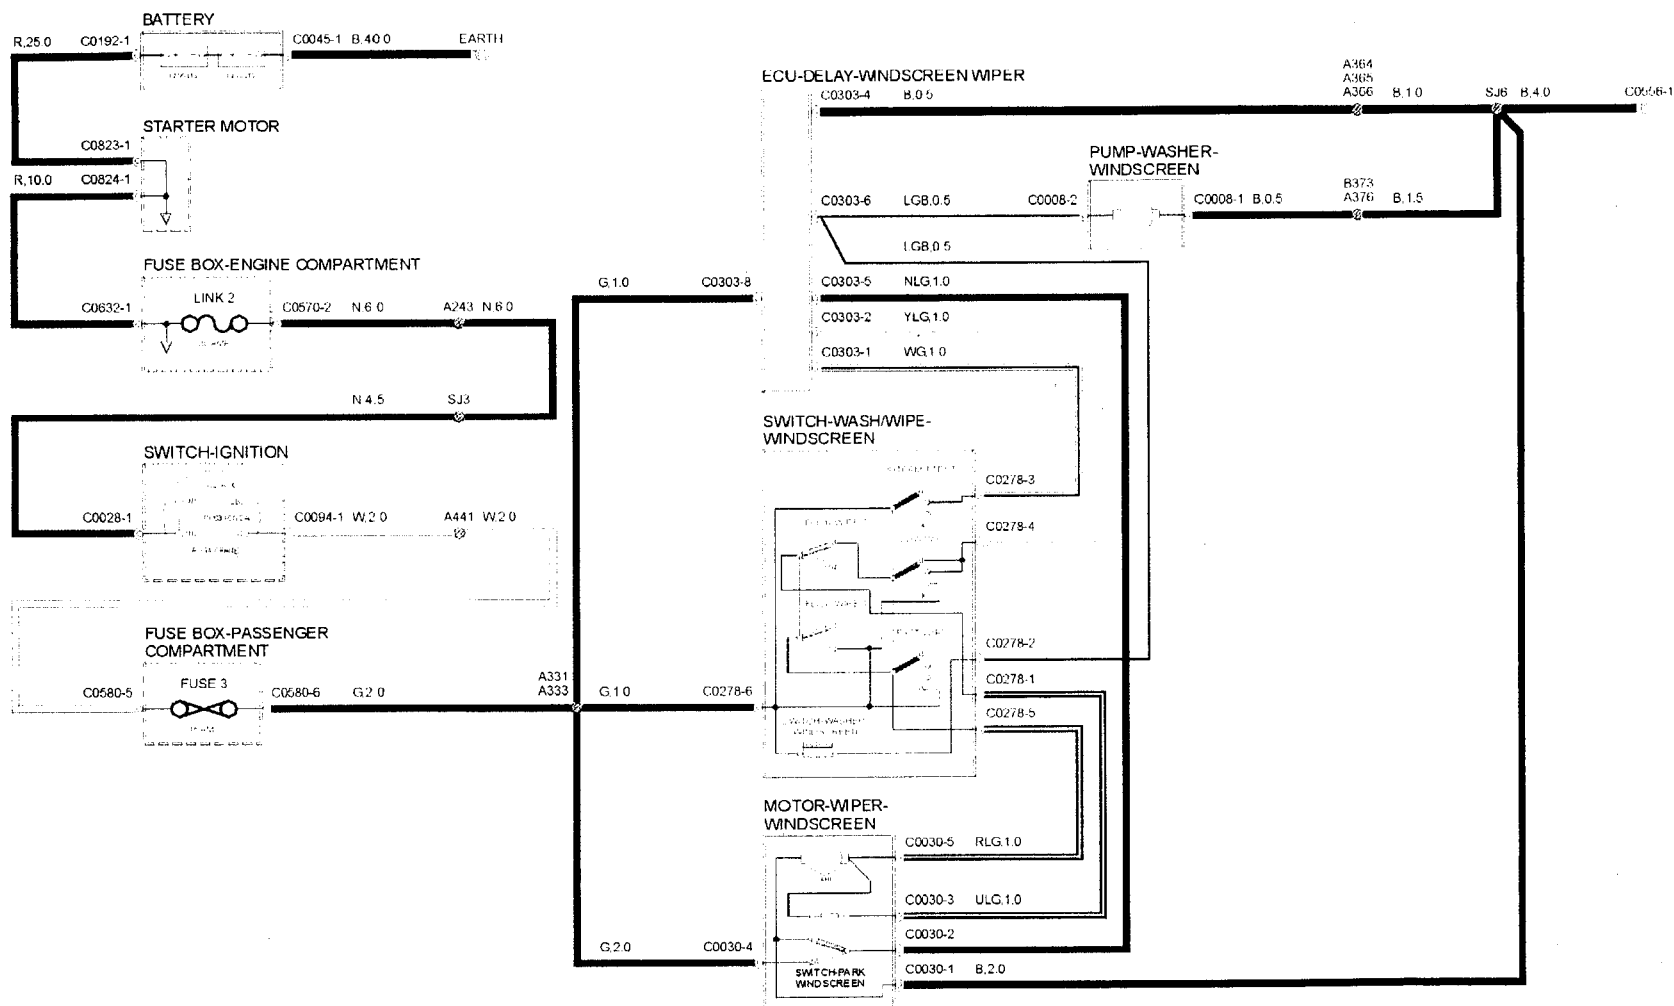 BATTERY
R,25.0 C0192-1
C0045-1 B,40.0 EARTH
STARTER MOTOR
C0823-1
R,10.0 C0824-1
FUSE BOX-ENGINE COMPARTMENT
LINK 2
C0632-1
C0570-2 N,6.0 A243 N,6.0
N,4.5 SJ3
SWITCH-IGNITION
C0028-1
C0094-1 W,2.0 A441 W,2.0
FUSE BOX-PASSENGER
COMPARTMENT
FUSE 3
C0580-5
C0580-6 G,2.0
A331
A333
G,1.0 C0278-6
G,1.0 C0303-8
G,2.0 C0030-4
ECU-DELAY-WINDSCREEN WIPER
C0303-4 B,0.5
A364
A365
A366 B,1.0
SJ6 B,4.0 C0556-1
PUMP-WASHER-
WINDSCREEN
C0303-6 LGB,0.5 C0008-2
C0008-1 B,0.5
B373
A376 B,1.5
LGB,0.5
C0303-5 NLG,1.0
C0303-2 YLG,1.0
C0303-1 WG,1.0
SWITCH-WASH/WIPE-
WINDSCREEN
C0278-3
C0278-4
C0278-2
C0278-1
C0278-5
SWITCH-WASHER
WINDSCREEN
MOTOR-WIPER-
WINDSCREEN
C0030-5 RLG,1.0
C0030-3 ULG,1.0
C0030-2
C0030-1 B,2.0
SWITCH-PARK
WINDSCREEN